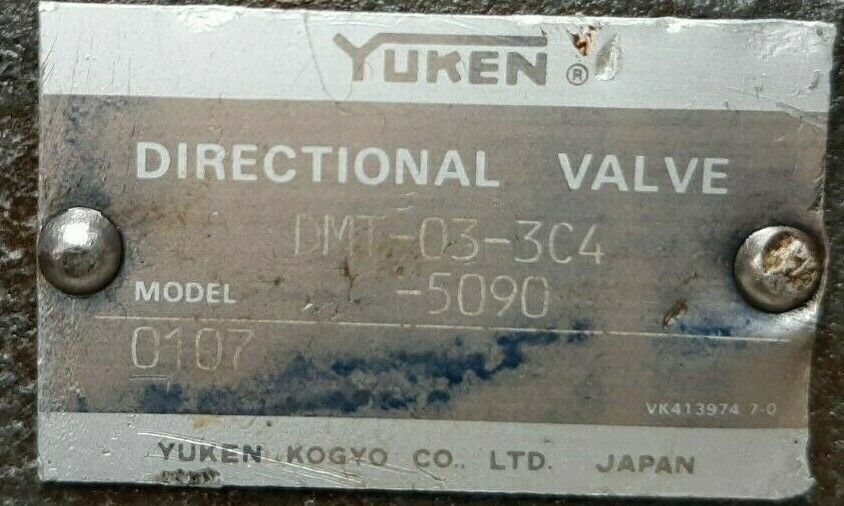 YUKEN®
DIRECTIONAL VALVE
DMT-03-3C4
MODEL -5090
0107
VK413974 7-0
YUKEN KOGYO CO., LTD. JAPAN